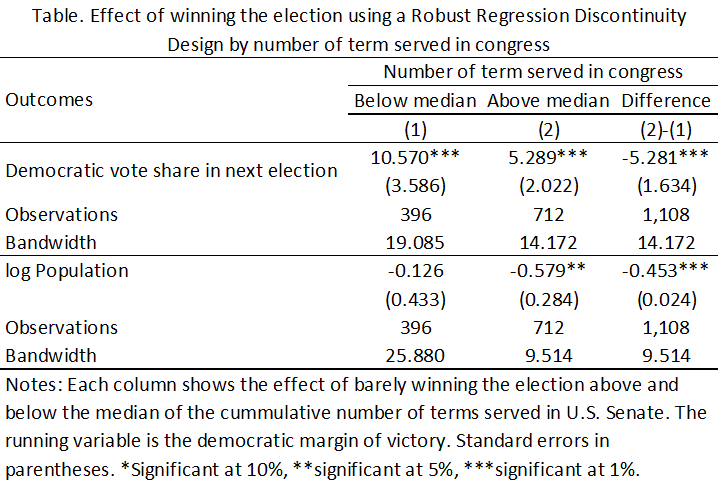 Table. Effect of winning the election using a Robust Regression Discontinuity
Design by number of term served in congress
Number of term served in congress
Outcomes Below median Above median Difference
(1) (2) (2)-(1)
Democratic vote share in next election 10.570*** 5.289*** -5.281***
(3.586) (2.022) (1.634)
Observations 396 712 1,108
Bandwidth 19.085 14.172 14.172
log Population -0.126 -0.579** -0.453***
(0.433) (0.284) (0.024)
Observations 396 712 1,108
Bandwidth 25.880 9.514 9.514
Notes: Each column shows the effect of barely winning the election above and
below the median of the cummulative number of terms served in U.S. Senate. The
running variable is the democratic margin of victory. Standard errors in
parentheses. *Significant at 10%, **significant at 5%, ***significant at 1%.